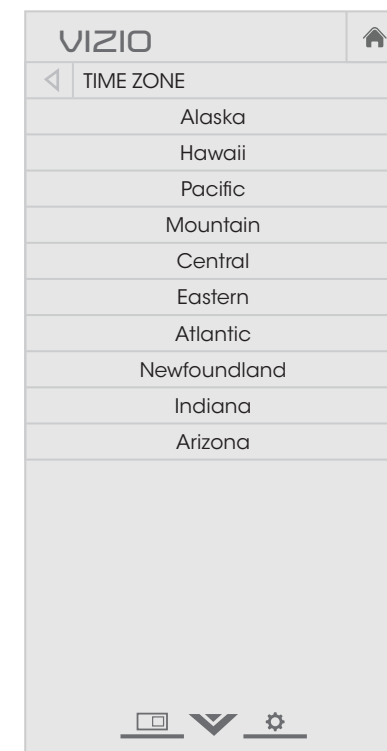 VIZIO
TIME ZONE
Alaska
Hawaii
Pacific
Mountain
Central
Eastern
Atlantic
Newfoundland
Indiana
Arizona